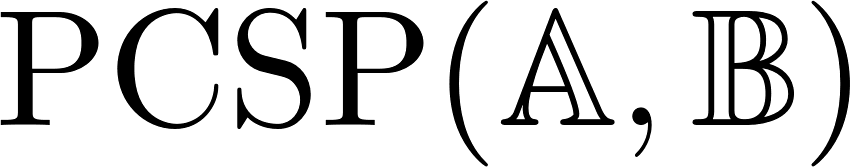 PCSP(𝔸, 𝔹)